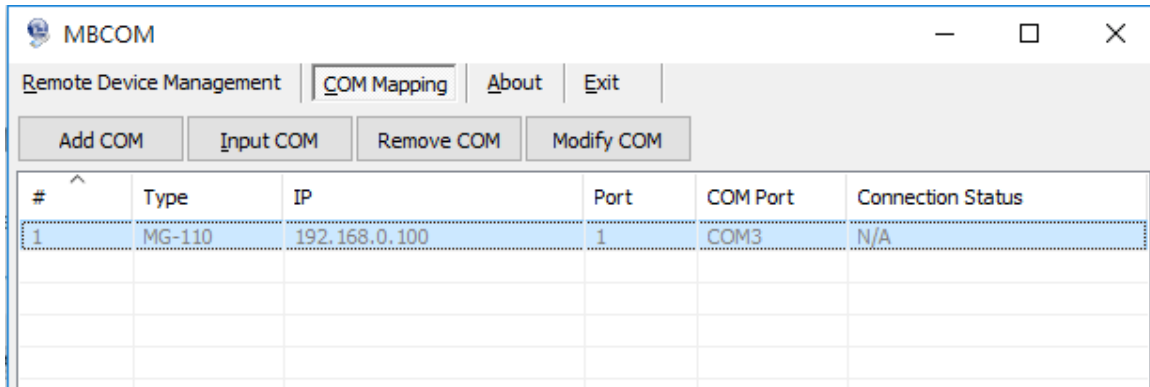 MBCOM
Remote Device Management COM Mapping About Exit
Add COM Input COM Remove COM Modify COM
# Type IP Port COM Port Connection Status
1 MG-110 192.168.0.100 1 COM3 N/A